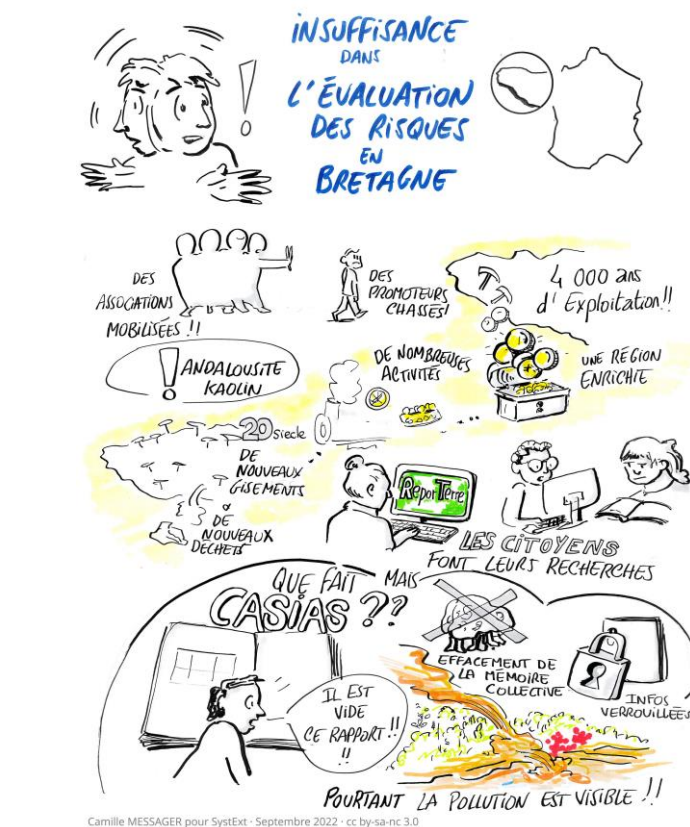 INSUFFISANCE
DANS
L'ÉVALUATION
DES RISQUES
EN
BRETAGNE
DES
ASSOCIATIONS
MOBILISÉES !!
DES
PROMOTEURS
CHASSÉS!
4 000 ans
d'Exploitation!!
! ANDALOUSITE
KAOLIN
DE NOMBREUSES
ACTIVITÉS
UNE RÉGION
ENRICHIE
20 siecle
DE
NOUVEAUX
GISEMENTS
&
DE
NOUVEAUX
DECHETS
ReporTerre
LES CITOYENS
FONT LEURS RECHERCHES
QUE FAIT
CASIAS ??
MAIS
EFFACEMENT DE
LA MÉMOIRE
COLLECTIVE
INFOS
VERROUILLÉES
IL EST
VIDE
CE RAPPORT !!
!!
POURTANT LA POLLUTION EST VISIBLE !!
Camille MESSAGER pour SystExt - Septembre 2022 - cc by-sa-nc 3.0